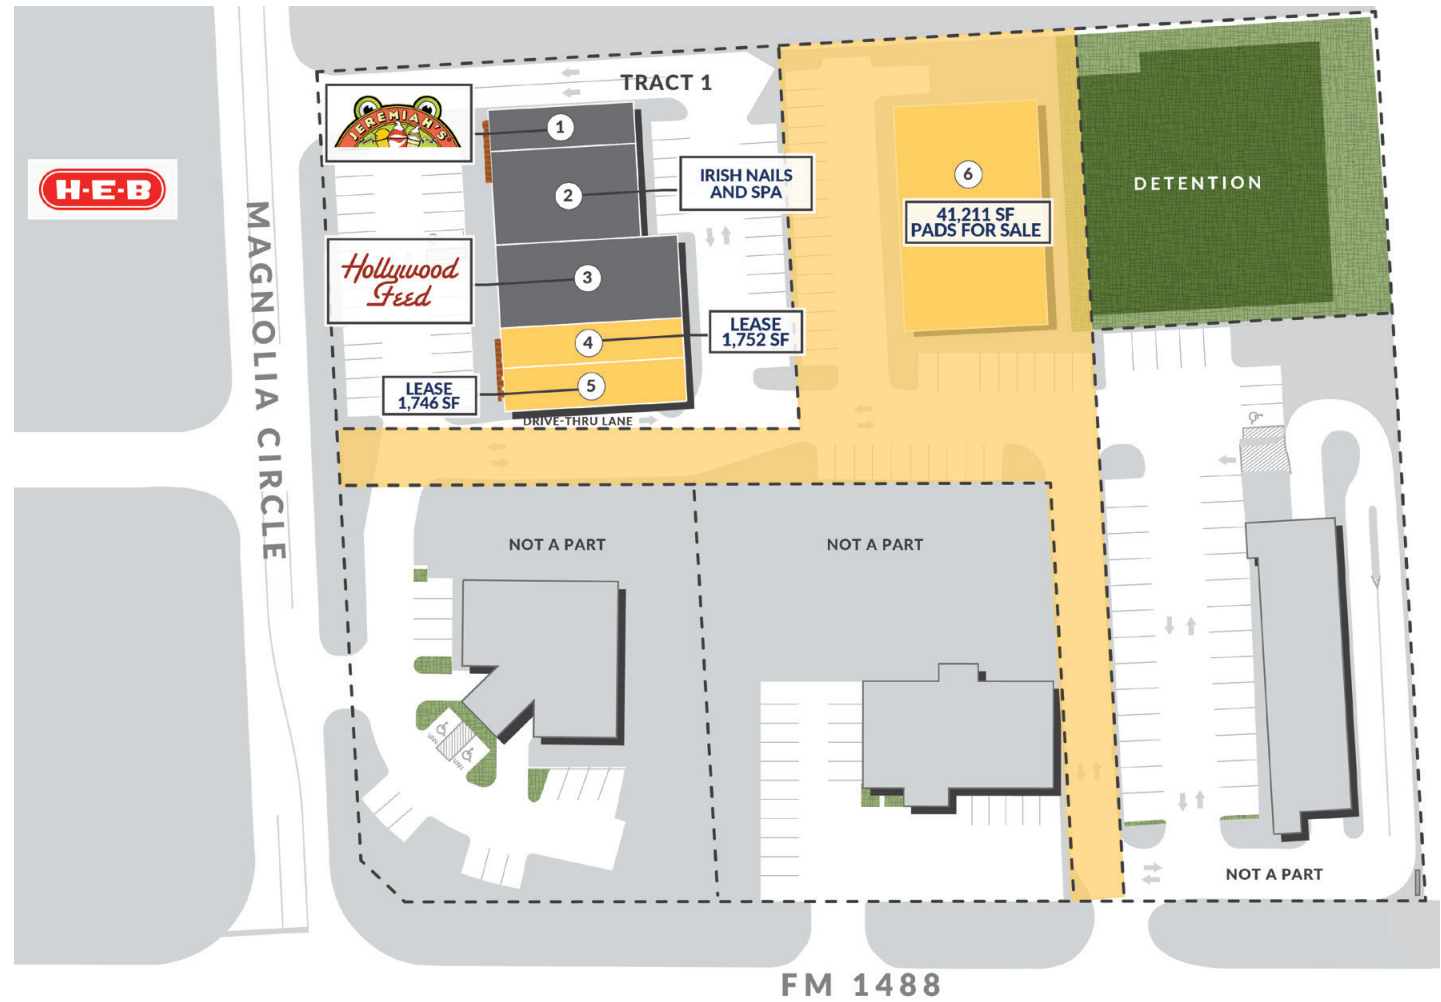 TRACT 1
JEREMIAH'S
1
2
IRISH NAILS
AND SPA
6
41,211 SF
PADS FOR SALE
DETENTION
H-E-B
MAGNOLIA CIRCLE
Hollywood
Feed
3
4
LEASE
1,752 SF
5
LEASE
1,746 SF
DRIVE-THRU LANE
NOT A PART
NOT A PART
VAN
VAN
NOT A PART
FM 1488